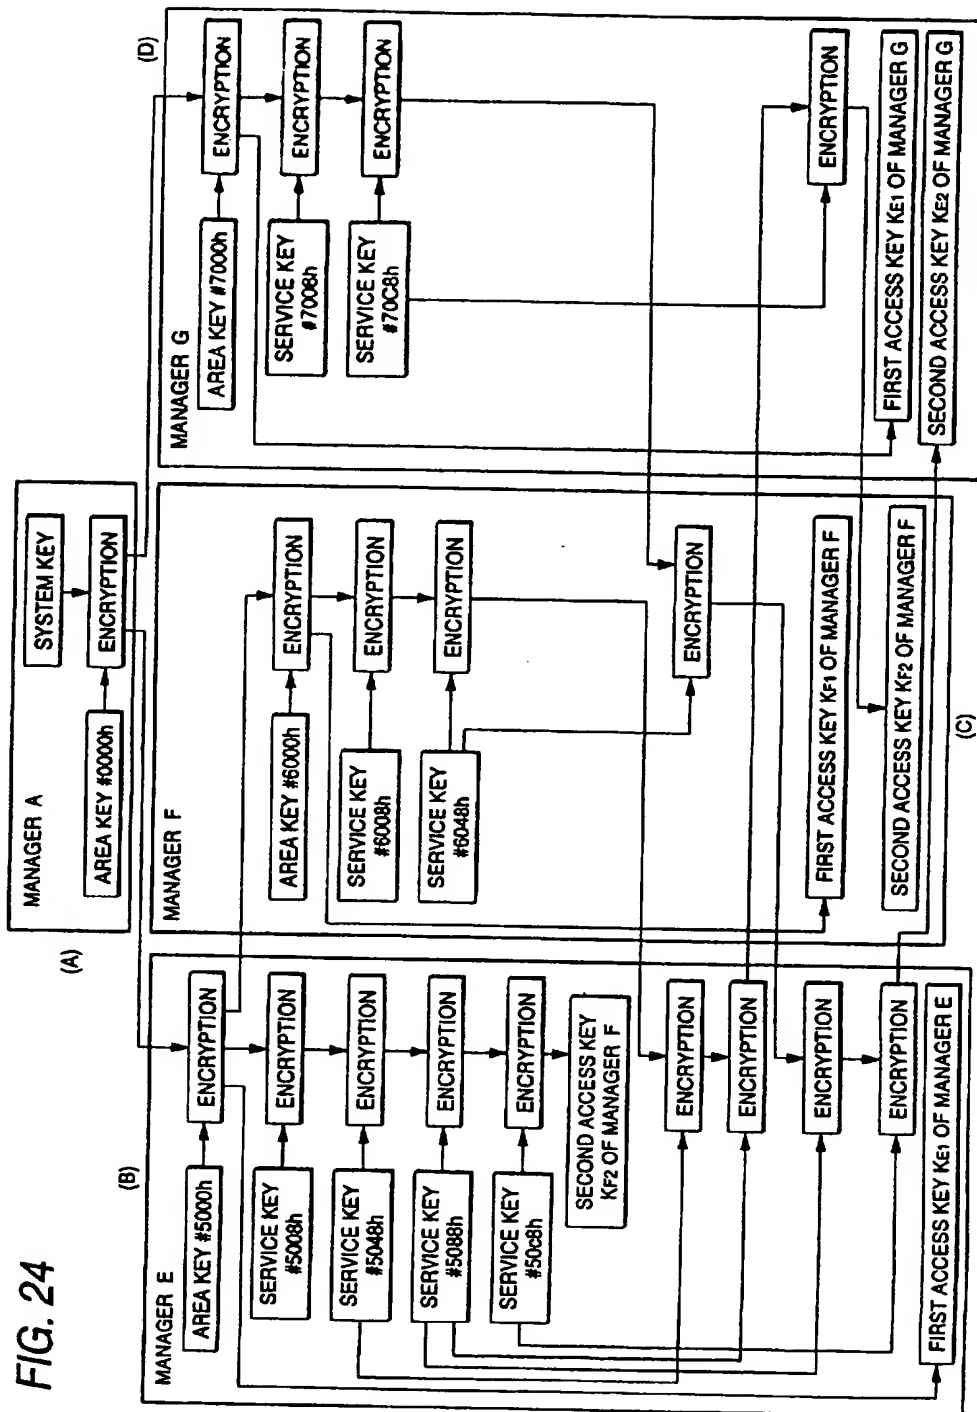 FIG. 24
(A)
MANAGER A
SYSTEM KEY
AREA KEY #0000h
ENCRYPTION
(B)
MANAGER E
AREA KEY #5000h
ENCRYPTION
SERVICE KEY
#5008h
ENCRYPTION
SERVICE KEY
#5048h
ENCRYPTION
SERVICE KEY
#5088h
ENCRYPTION
SERVICE KEY
#50c8h
ENCRYPTION
SECOND ACCESS KEY
KF2 OF MANAGER F
ENCRYPTION
ENCRYPTION
ENCRYPTION
ENCRYPTION
FIRST ACCESS KEY KE1 OF MANAGER E
(C)
MANAGER F
AREA KEY #6000h
ENCRYPTION
SERVICE KEY
#6008h
ENCRYPTION
SERVICE KEY
#6048h
ENCRYPTION
ENCRYPTION
FIRST ACCESS KEY KF1 OF MANAGER F
SECOND ACCESS KEY KF2 OF MANAGER F
(D)
MANAGER G
AREA KEY #7000h
ENCRYPTION
SERVICE KEY
#7008h
ENCRYPTION
SERVICE KEY
#70C8h
ENCRYPTION
ENCRYPTION
FIRST ACCESS KEY KE1 OF MANAGER G
SECOND ACCESS KEY KE2 OF MANAGER G